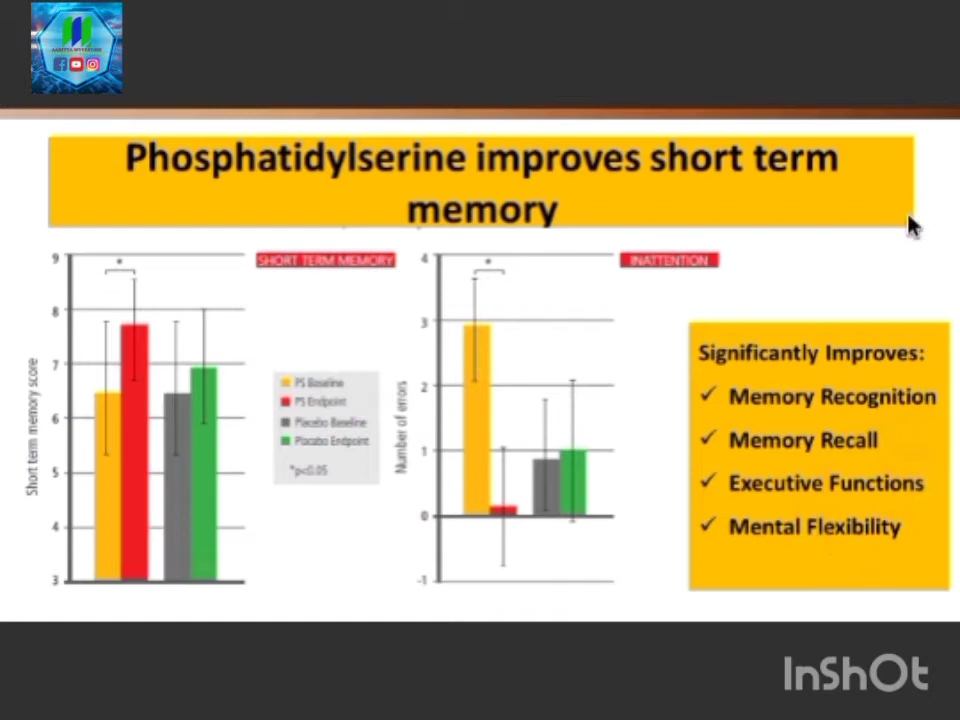 Phosphatidylserine improves short term
memory
SHORT TERM MEMORY
9
8
7
6
5
4
3
Short term memory score
*
PS Baseline
PS Endpoint
Placebo Baseline
Placebo Endpoint
*p<0.05
INATTENTION
4
3
2
1
0
-1
Number of errors
*
Significantly Improves:
✓ Memory Recognition
✓ Memory Recall
✓ Executive Functions
✓ Mental Flexibility
InShOt